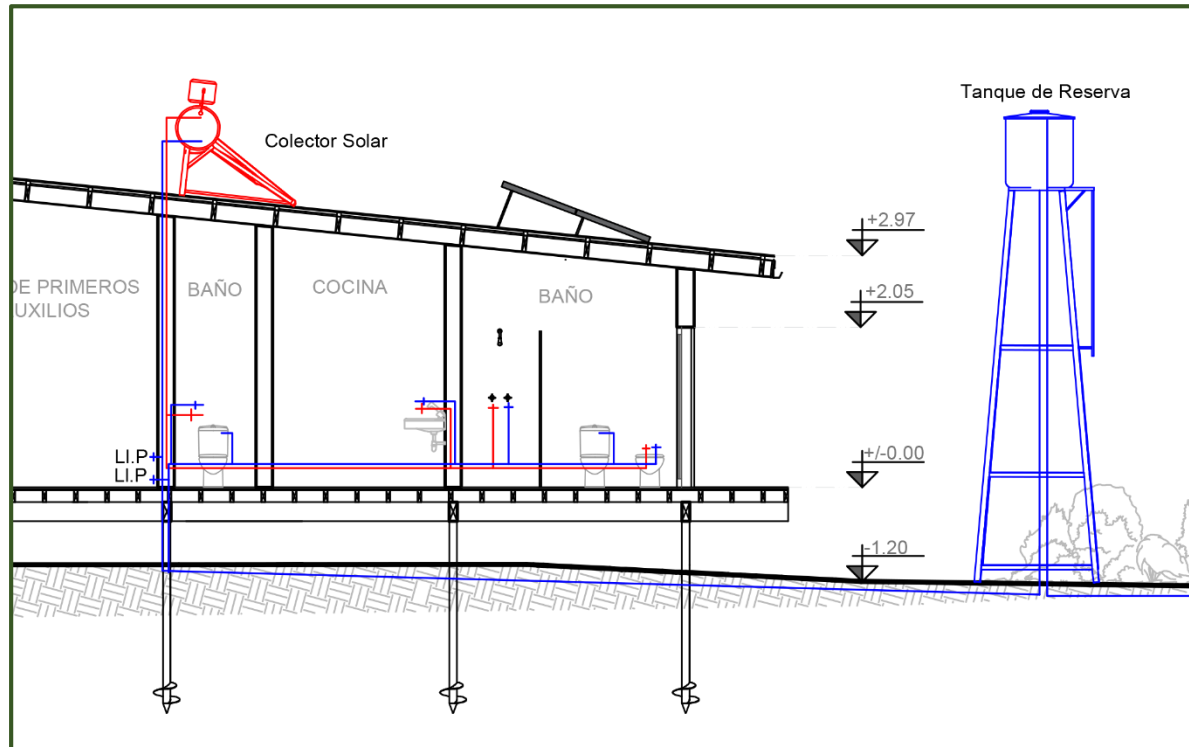 Tanque de Reserva
Colector Solar
+2.97
DE PRIMEROS
UXILIOS
BAÑO
COCINA
BAÑO
+2.05
LI.P
LI.P
+/-0.00
-1.20